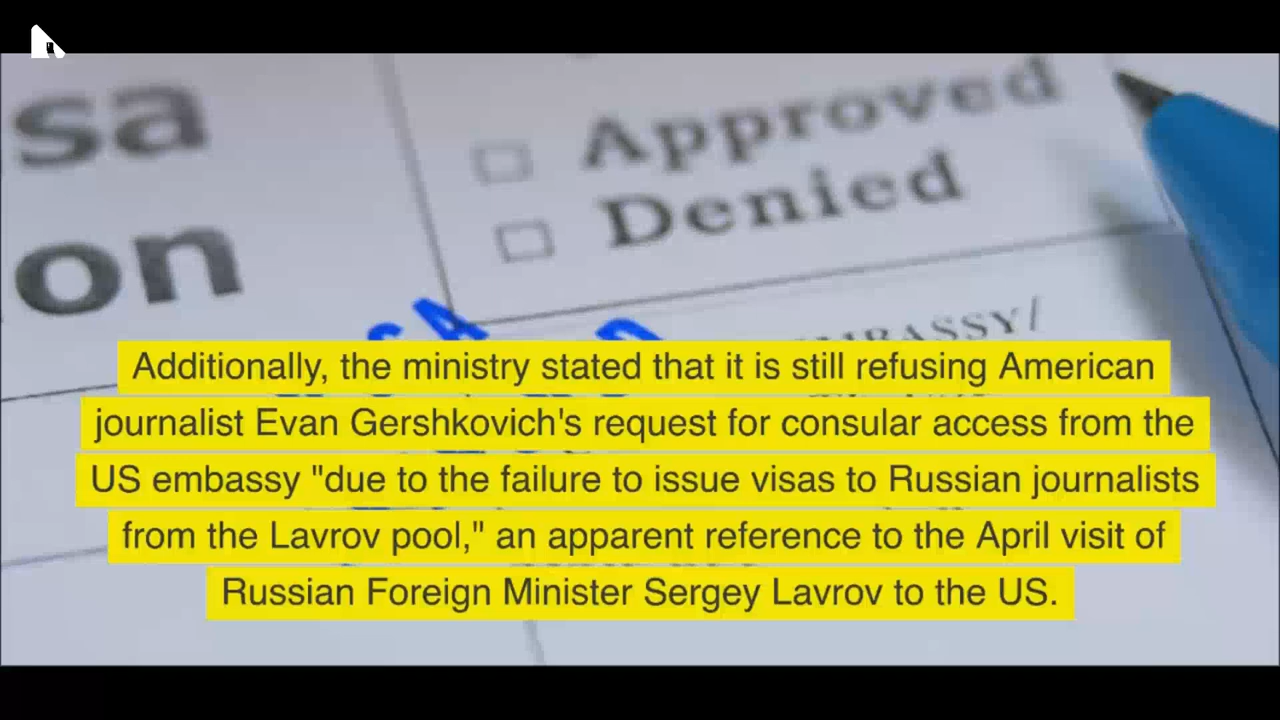 sa
on
Approved
Denied
EMBASSY/
Additionally, the ministry stated that it is still refusing American
journalist Evan Gershkovich's request for consular access from the
US embassy "due to the failure to issue visas to Russian journalists
from the Lavrov pool," an apparent reference to the April visit of
Russian Foreign Minister Sergey Lavrov to the US.